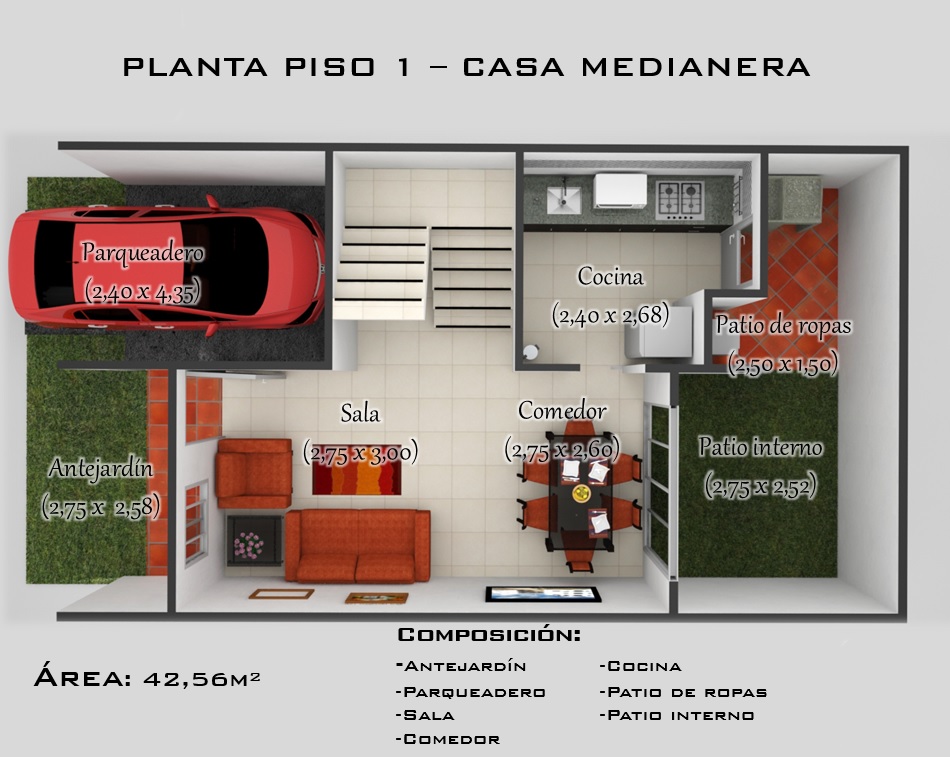 PLANTA PISO 1 – CASA MEDIANERA
Parqueadero
(2,40 x 4,35)
Cocina
(2,40 x 2,68)
Patio de ropas
(2,50 x 1,50)
Sala
(2,75 x 3,00)
Comedor
(2,75 x 2,60)
Patio interno
(2,75 x 2,52)
Antejardín
(2,75 x 2,58)
Composición:
-Antejardín
-Parqueadero
-Sala
-Comedor
-Cocina
-Patio de ropas
-Patio interno
Área: 42,56m²